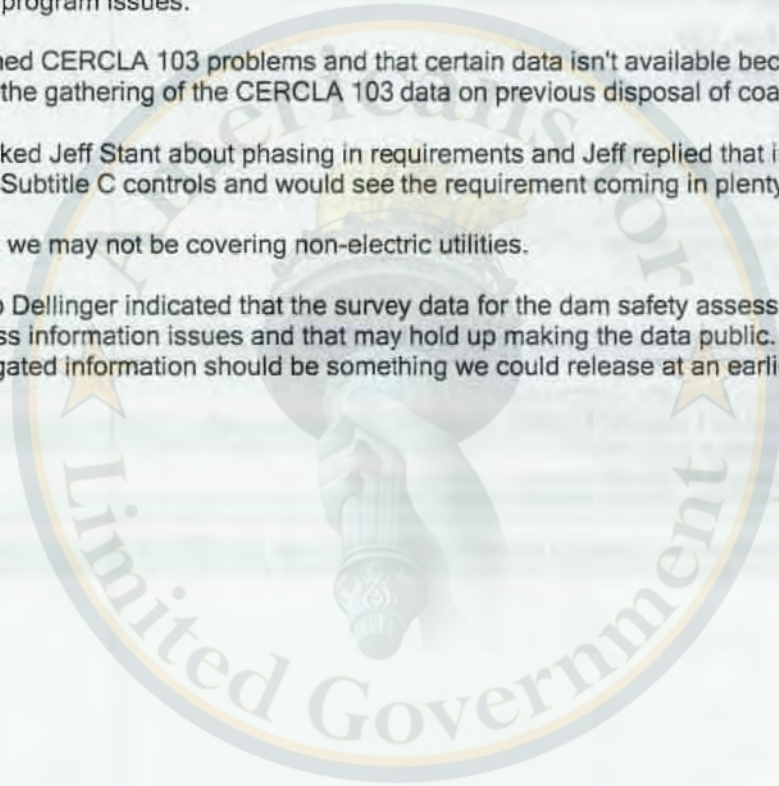 program issues.
ned CERCLA 103 problems and that certain data isn't available bec
the gathering of the CERCLA 103 data on previous disposal of coa
ked Jeff Stant about phasing in requirements and Jeff replied that i
Subtitle C controls and would see the requirement coming in plenty
we may not be covering non-electric utilities.
o Dellinger indicated that the survey data for the dam safety assess
ss information issues and that may hold up making the data public.
gated information should be something we could release at an earli
Americans for
Limited Government